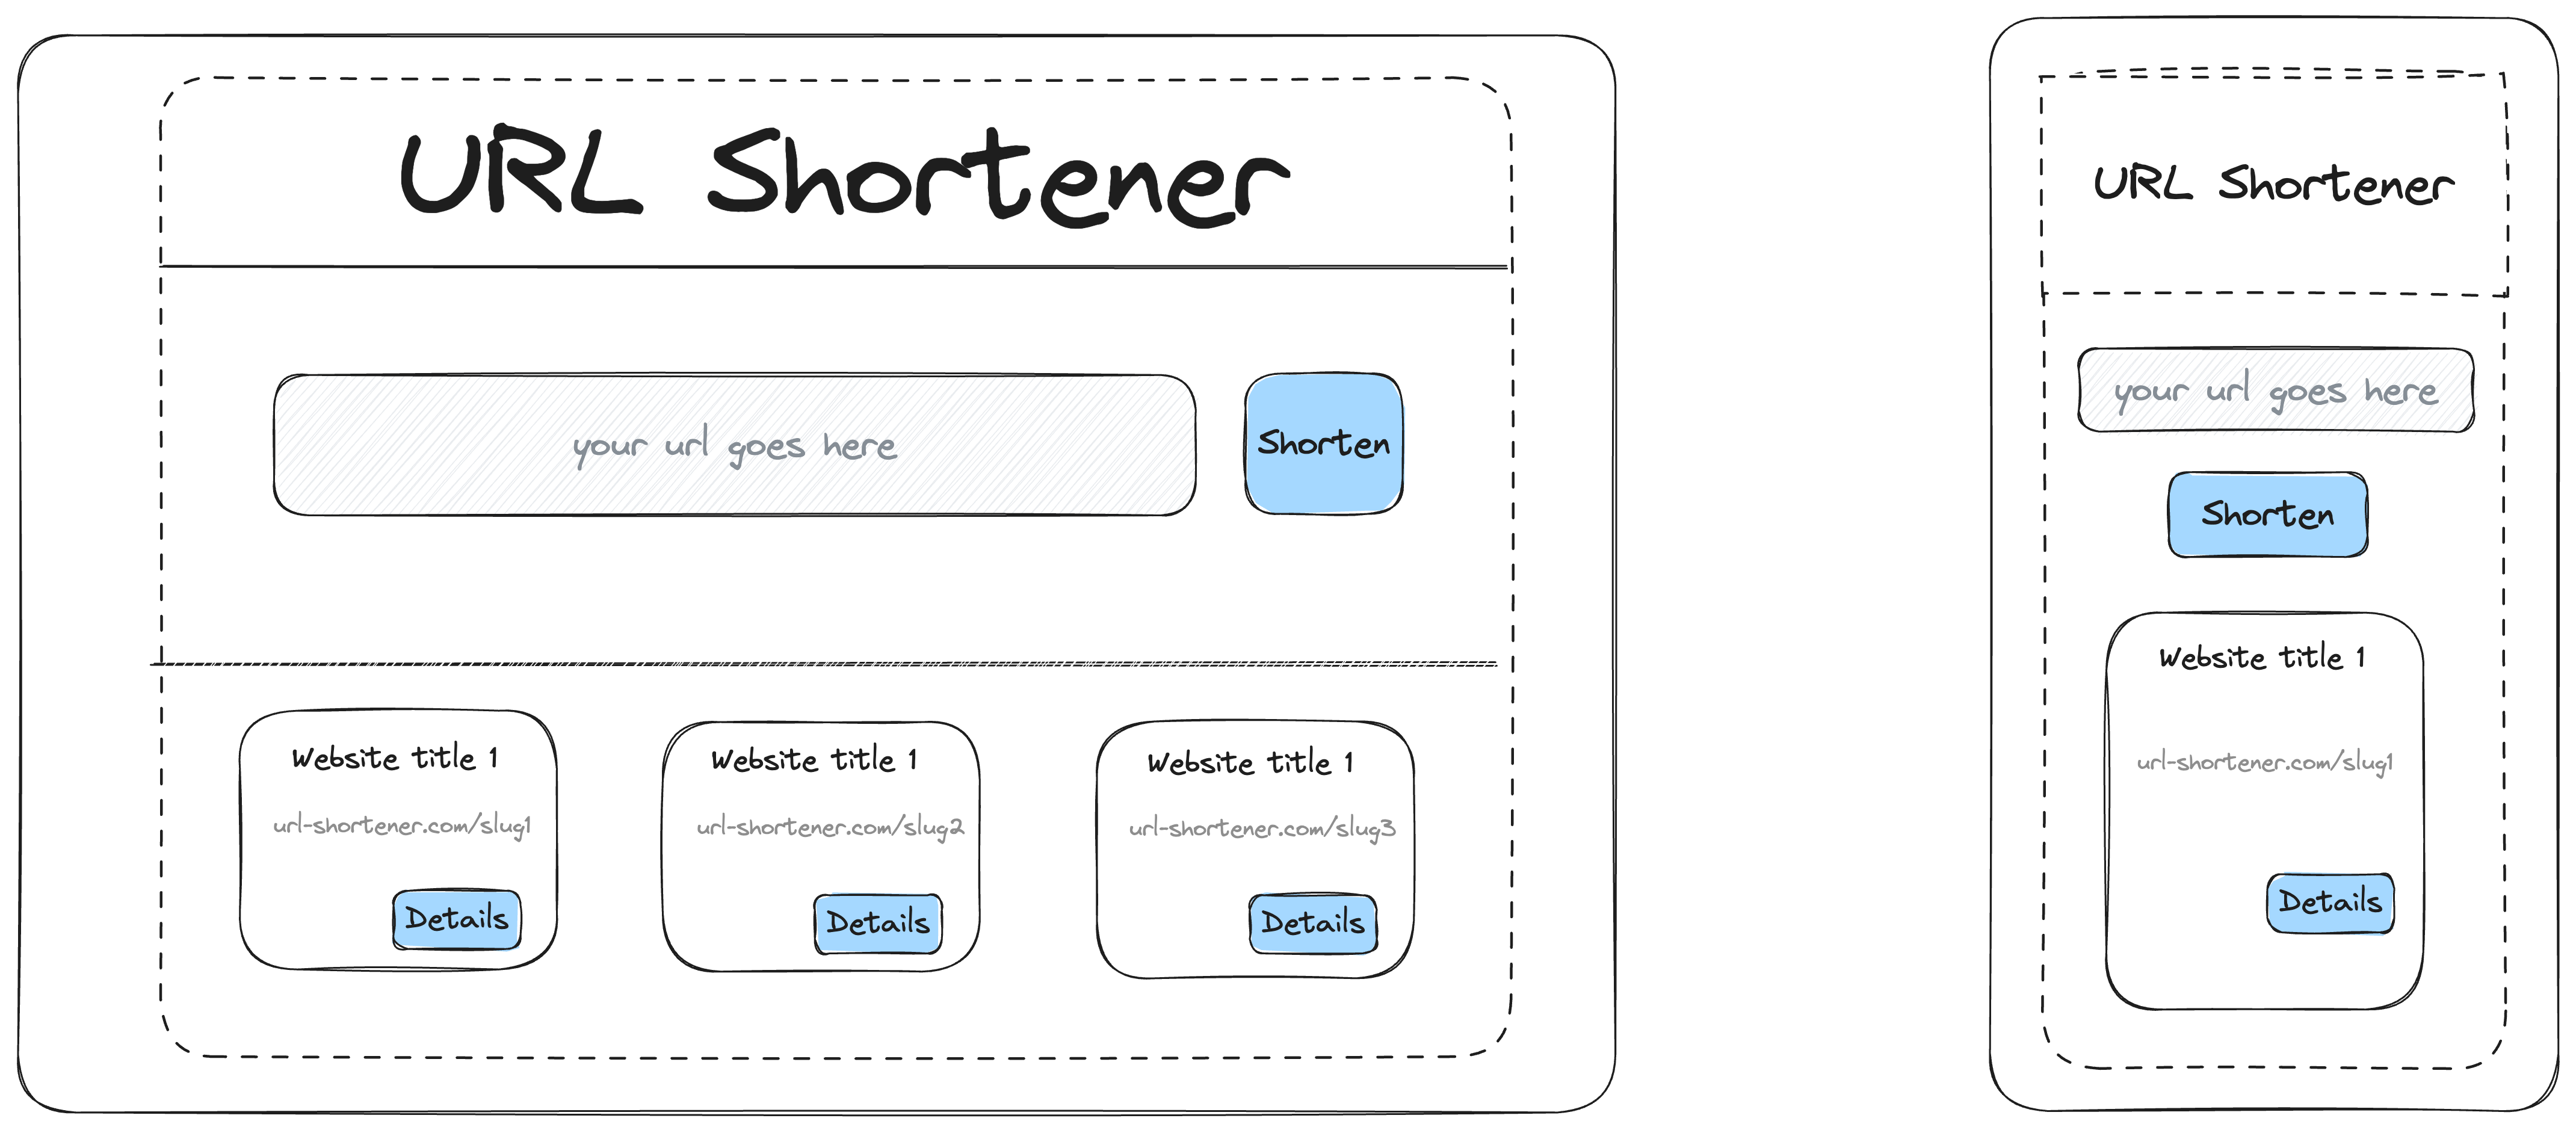 URL Shortener
your url goes here
Shorten
Website title 1
url-shortener.com/slug1
Details
Website title 1
url-shortener.com/slug2
Details
Website title 1
url-shortener.com/slug3
Details
URL Shortener
your url goes here
Shorten
Website title 1
url-shortener.com/slug1
Details